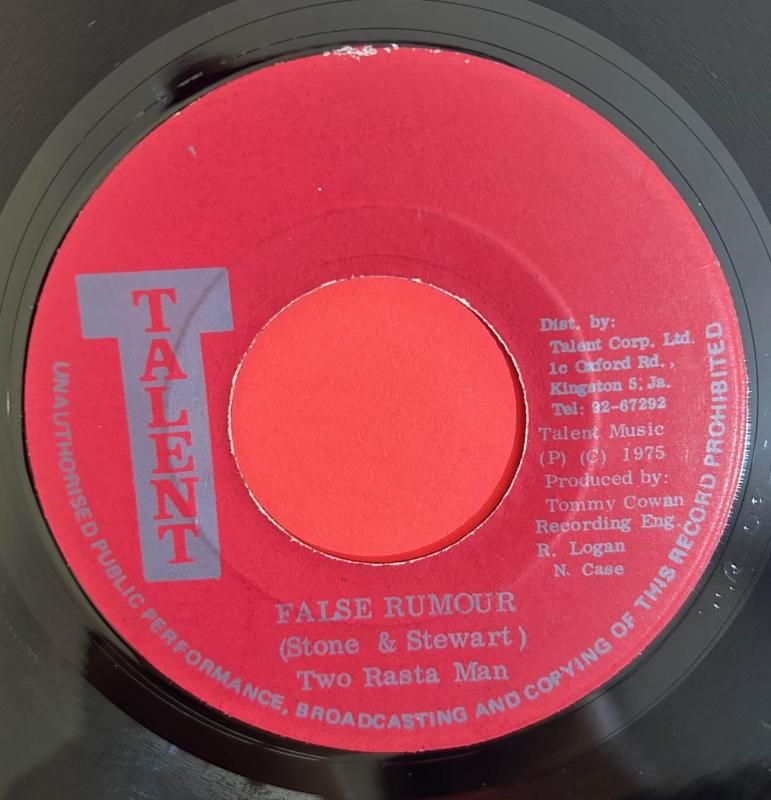 TALENT
Dist. by:
Talent Corp. Ltd.
1c Oxford Rd.,
Kingston 5, Ja.
Tel: 92-67292
Talent Music
(P) (C) 1975
Produced by:
Tommy Cowan
Recording Eng.
R. Logan
N. Case
FALSE RUMOUR
(Stone & Stewart)
Two Rasta Man
UNAUTHORISED PUBLIC PERFORMANCE, BROADCASTING AND COPYING OF THIS RECORD PROHIBITED